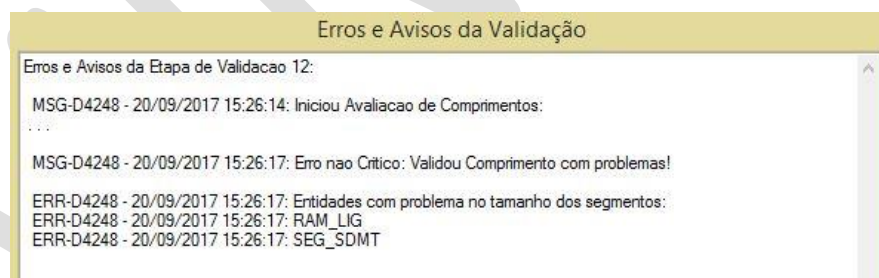 Erros e Avisos da Validação
Erros e Avisos da Etapa de Validacao 12:
MSG-D4248 - 20/09/2017 15:26:14: Iniciou Avaliacao de Comprimentos:
. . .
MSG-D4248 - 20/09/2017 15:26:17: Erro nao Critico: Validou Comprimento com problemas!
ERR-D4248 - 20/09/2017 15:26:17: Entidades com problema no tamanho dos segmentos:
ERR-D4248 - 20/09/2017 15:26:17: RAM_LIG
ERR-D4248 - 20/09/2017 15:26:17: SEG_SDMT